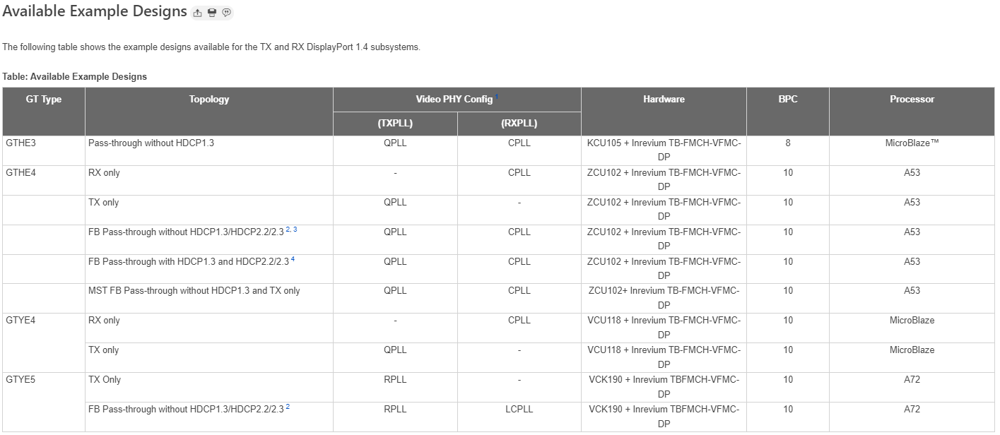 Available Example Designs
The following table shows the example designs available for the TX and RX DisplayPort 1.4 subsystems.
Table: Available Example Designs
GT Type Topology Video PHY Config 1 Hardware BPC Processor
(TXPLL) (RXPLL)
GTHE3 Pass-through without HDCP1.3 QPLL CPLL KCU105 + Inrevium TB-FMCH-VFMC- 8 MicroBlaze™
DP
GTHE4 RX only - CPLL ZCU102 + Inrevium TB-FMCH-VFMC- 10 A53
DP
TX only QPLL - ZCU102 + Inrevium TB-FMCH-VFMC- 10 A53
DP
FB Pass-through without HDCP1.3/HDCP2.2/2.3 2, 3 QPLL CPLL ZCU102 + Inrevium TB-FMCH-VFMC- 10 A53
DP
FB Pass-through with HDCP1.3 and HDCP2.2/2.3 4 QPLL CPLL ZCU102 + Inrevium TB-FMCH-VFMC- 10 A53
DP
MST FB Pass-through without HDCP1.3 and TX only QPLL CPLL ZCU102+ Inrevium TB-FMCH-VFMC- 10 A53
DP
GTYE4 RX only - CPLL VCU118 + Inrevium TB-FMCH-VFMC- 10 MicroBlaze
DP
TX only QPLL - VCU118 + Inrevium TB-FMCH-VFMC- 10 MicroBlaze
DP
GTYE5 TX Only RPLL - VCK190 + Inrevium TBFMCH-VFMC- 10 A72
DP
FB Pass-through without HDCP1.3/HDCP2.2/2.3 2 RPLL LCPLL VCK190 + Inrevium TBFMCH-VFMC- 10 A72
DP